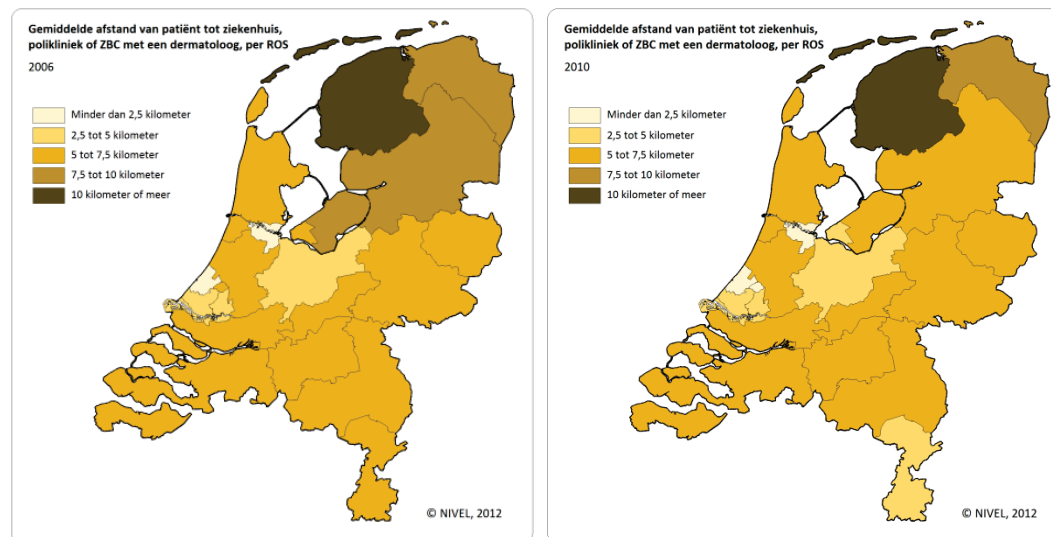 Gemiddelde afstand van patiënt tot ziekenhuis,
polikliniek of ZBC met een dermatoloog, per ROS
2006
Minder dan 2,5 kilometer
2,5 tot 5 kilometer
5 tot 7,5 kilometer
7,5 tot 10 kilometer
10 kilometer of meer
© NIVEL, 2012
Gemiddelde afstand van patiënt tot ziekenhuis,
polikliniek of ZBC met een dermatoloog, per ROS
2010
Minder dan 2,5 kilometer
2,5 tot 5 kilometer
5 tot 7,5 kilometer
7,5 tot 10 kilometer
10 kilometer of meer
© NIVEL, 2012